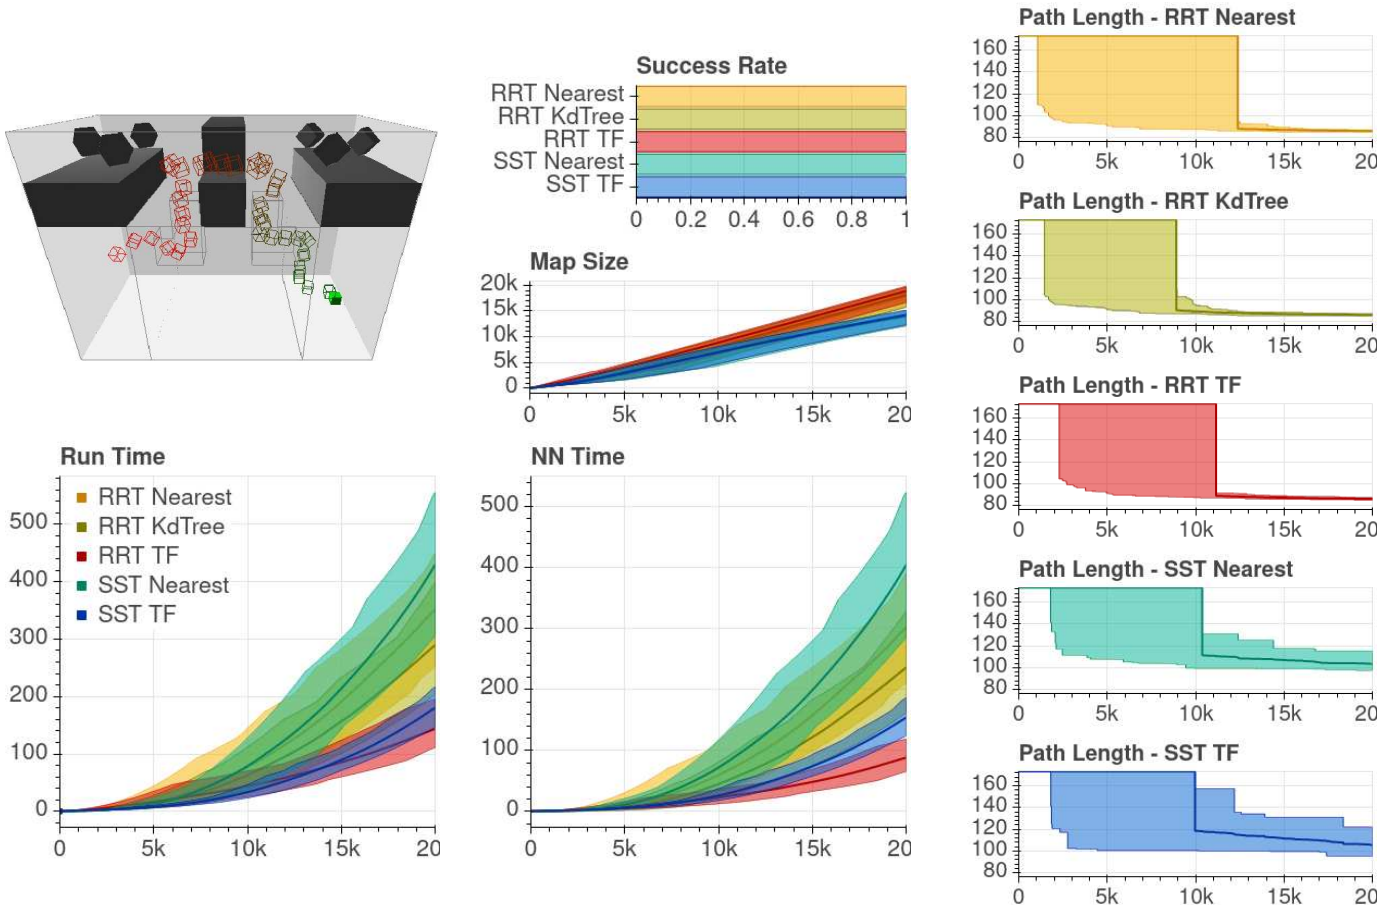 Success Rate
RRT Nearest
RRT KdTree
RRT TF
SST Nearest
SST TF
0 0.2 0.4 0.6 0.8 1
Map Size
20k
15k
10k
5k
0
0 5k 10k 15k 20
Run Time
RRT Nearest
RRT KdTree
RRT TF
SST Nearest
SST TF
500
400
300
200
100
0
0 5k 10k 15k 20
NN Time
500
400
300
200
100
0
0 5k 10k 15k 20
Path Length - RRT Nearest
160
140
120
100
80
0 5k 10k 15k 20
Path Length - RRT KdTree
160
140
120
100
80
0 5k 10k 15k 20
Path Length - RRT TF
160
140
120
100
80
0 5k 10k 15k 20
Path Length - SST Nearest
160
140
120
100
80
0 5k 10k 15k 20
Path Length - SST TF
160
140
120
100
80
0 5k 10k 15k 20